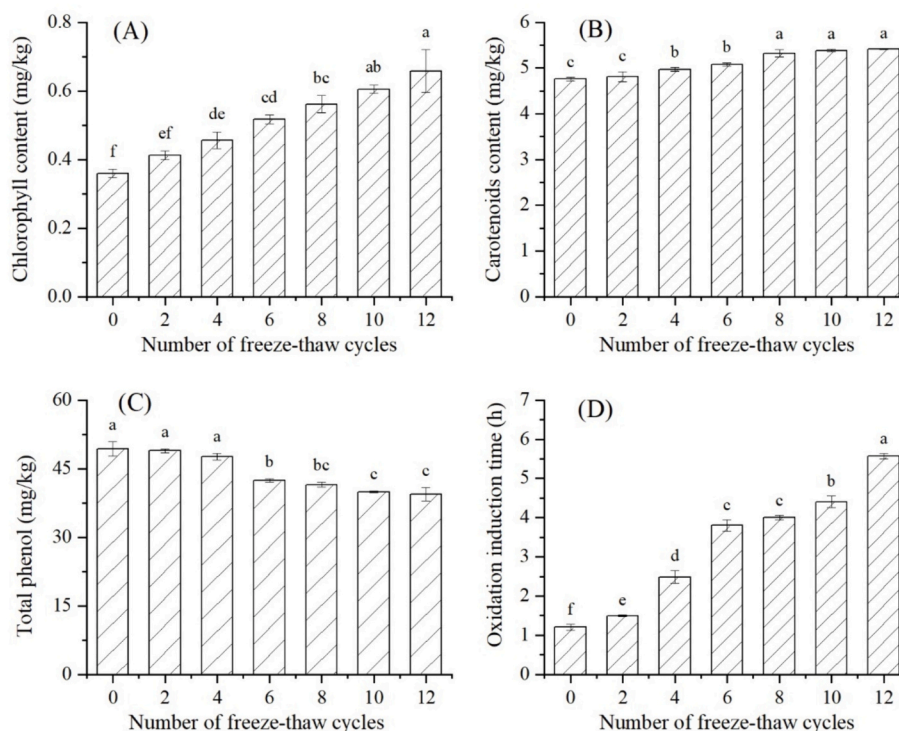 (A)
Chlorophyll content (mg/kg)
0.8
0.6
0.4
0.2
0.0
f ef de cd bc ab a
0 2 4 6 8 10 12
Number of freeze-thaw cycles
(B)
Carotenoids content (mg/kg)
6
5
4
3
2
1
0
c c b b a a a
0 2 4 6 8 10 12
Number of freeze-thaw cycles
(C)
Total phenol (mg/kg)
60
45
30
15
0
a a a b bc c c
0 2 4 6 8 10 12
Number of freeze-thaw cycles
(D)
Oxidation induction time (h)
7
6
5
4
3
2
1
0
f e d c c b a
0 2 4 6 8 10 12
Number of freeze-thaw cycles